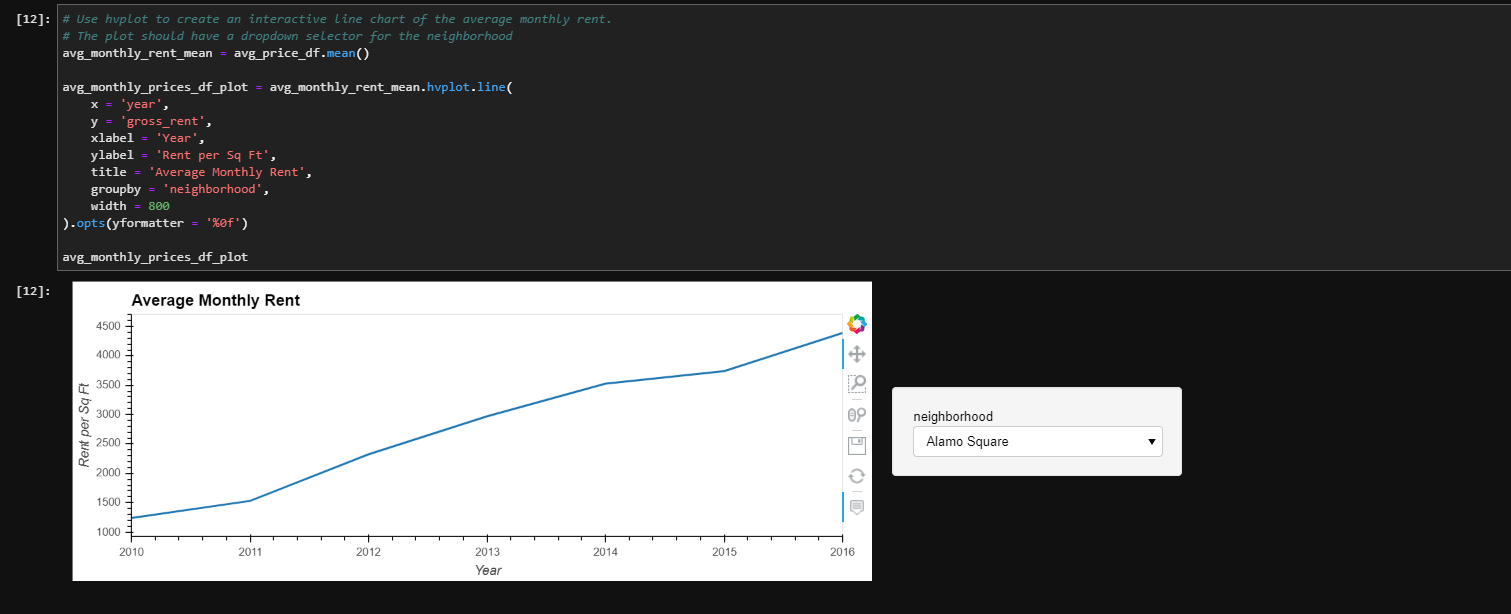 [12]:
# Use hvplot to create an interactive line chart of the average monthly rent.
# The plot should have a dropdown selector for the neighborhood
avg_monthly_rent_mean = avg_price_df.mean()
avg_monthly_prices_df_plot = avg_monthly_rent_mean.hvplot.line(
x = 'year',
y = 'gross_rent',
xlabel = 'Year',
ylabel = 'Rent per Sq Ft',
title = 'Average Monthly Rent',
groupby = 'neighborhood',
width = 800
).opts(yformatter = '%0f')
avg_monthly_prices_df_plot
[12]:
Average Monthly Rent
Rent per Sq Ft
4500
4000
3500
3000
2500
2000
1500
1000
2010 2011 2012 2013 2014 2015 2016
Year
neighborhood
Alamo Square